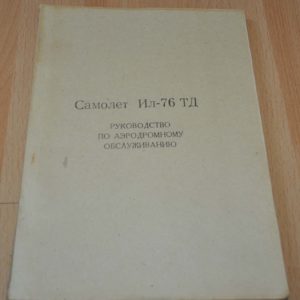 Самолет Ил-76 ТД
РУКОВОДСТВО
ПО АЭРОДРОМНОМУ
ОБСЛУЖИВАНИЮ